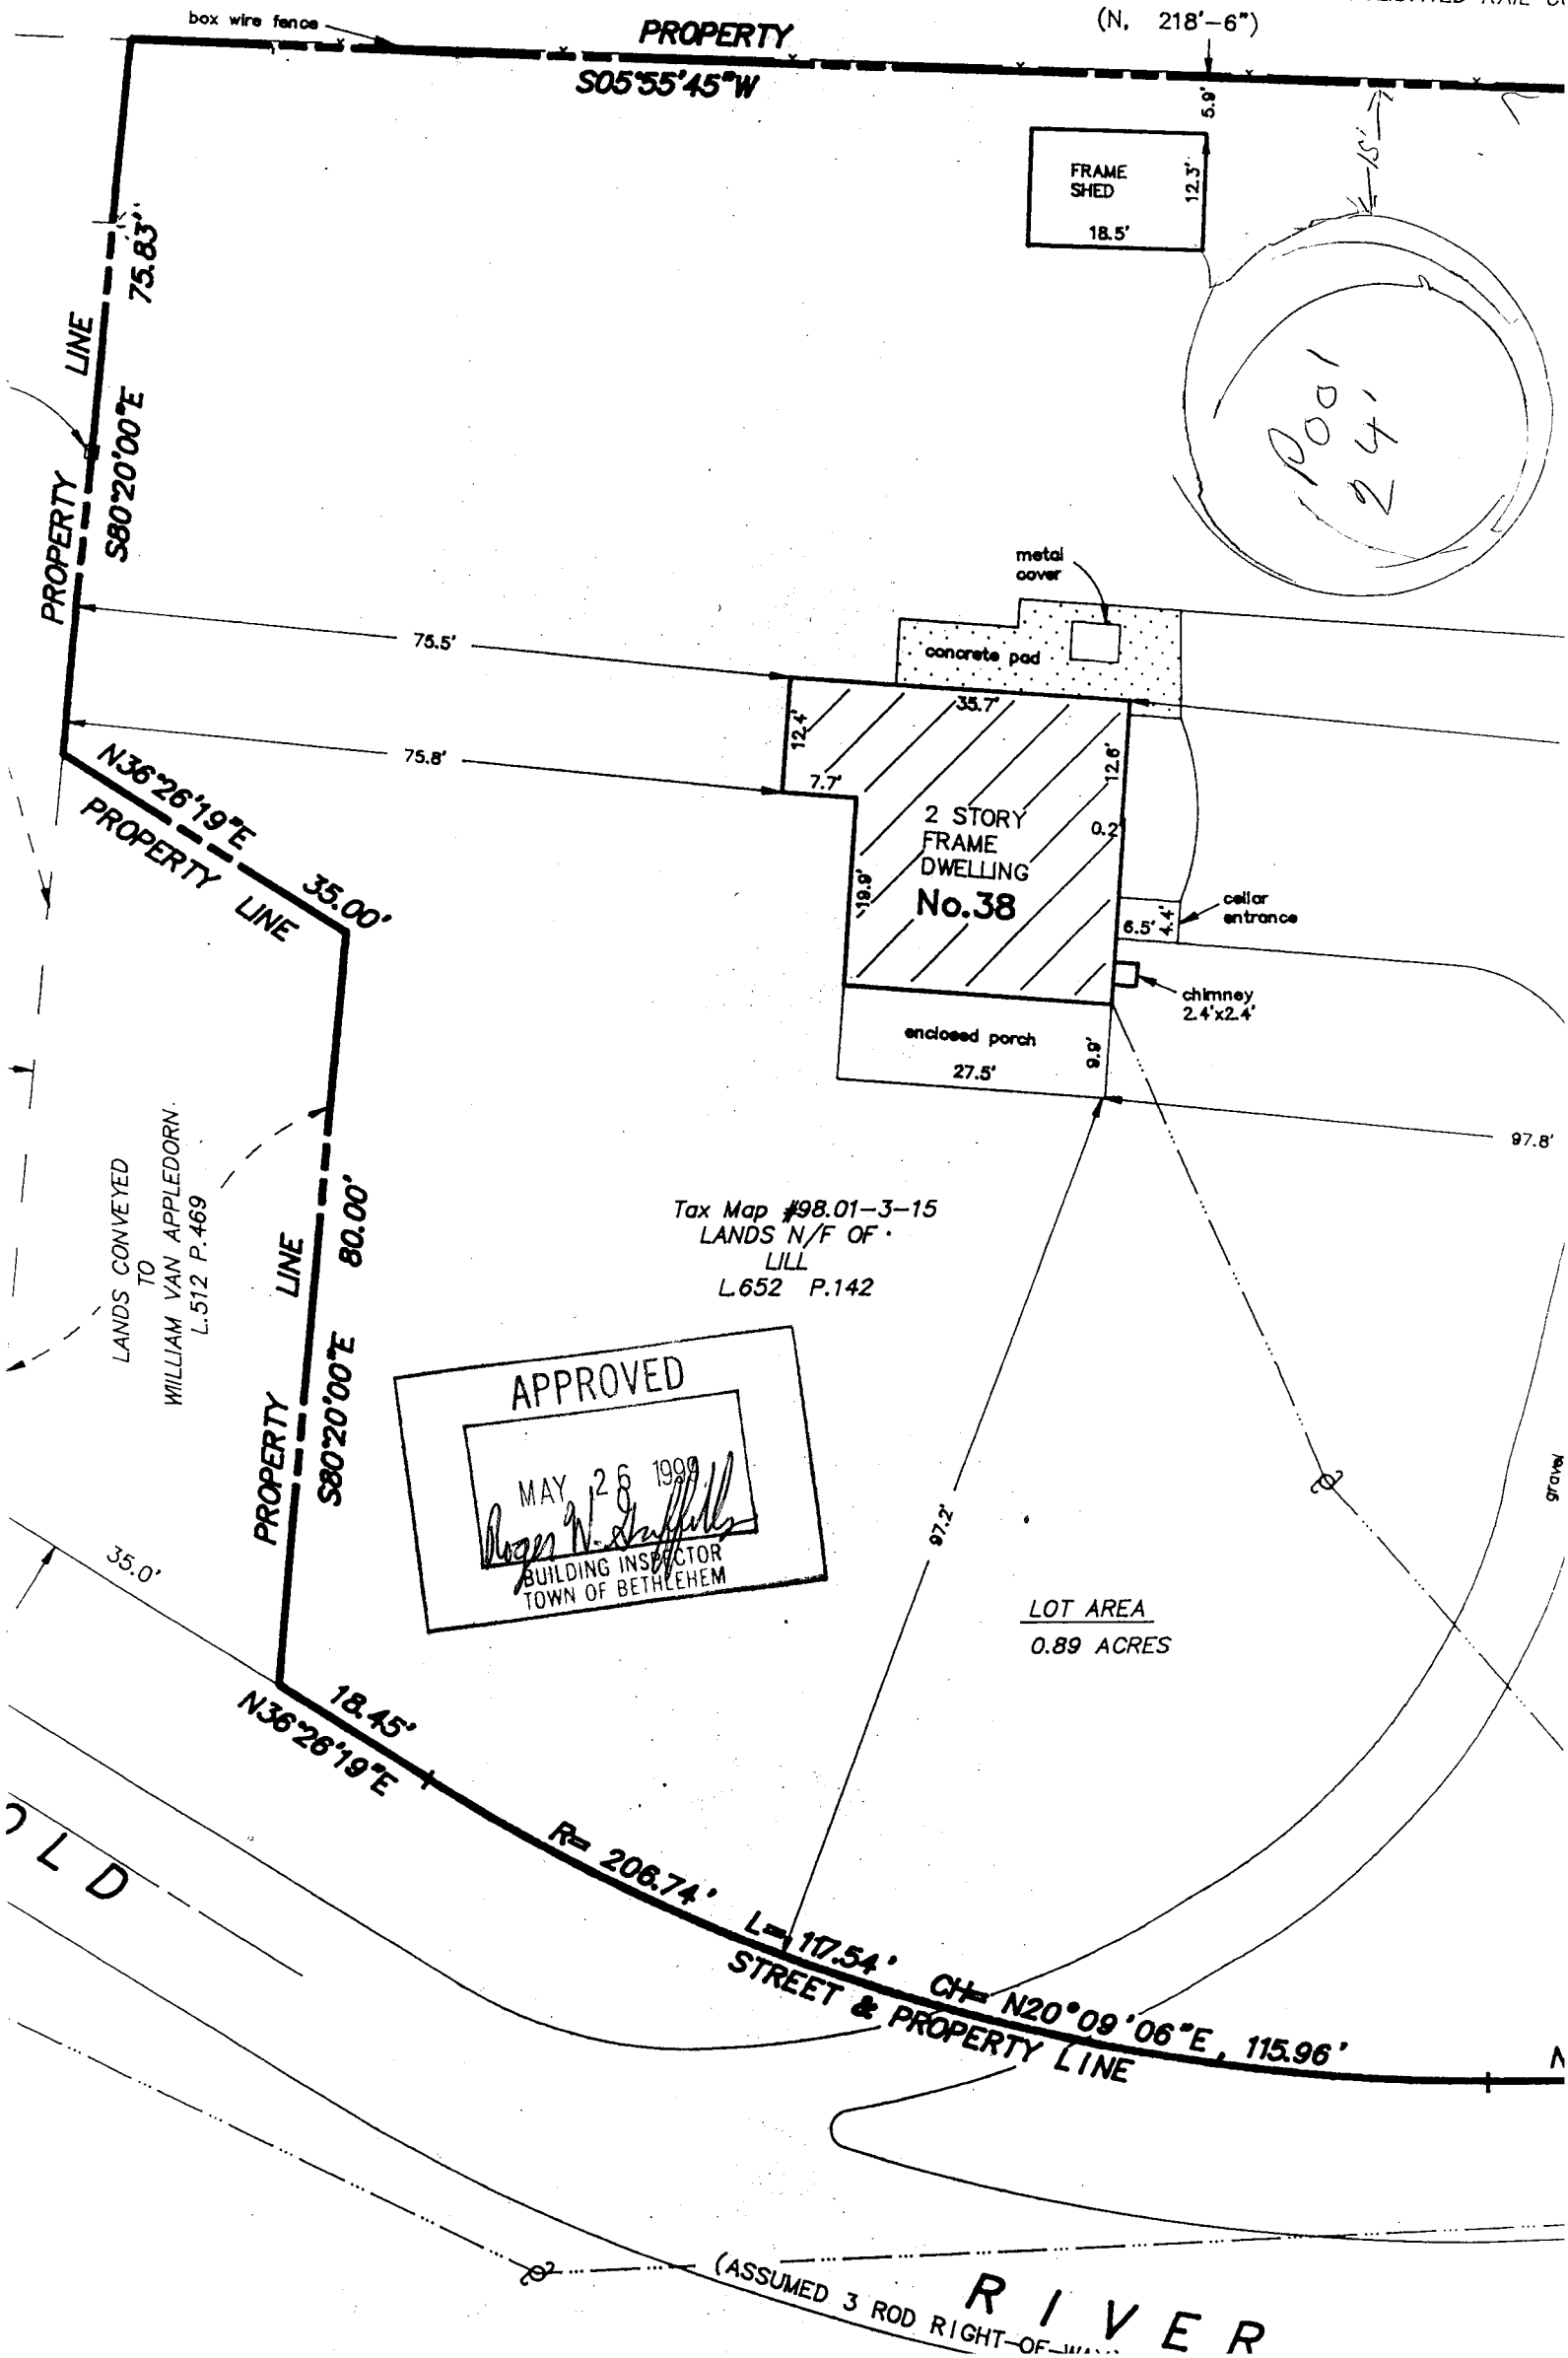 box wire fence
PROPERTY
(N. 218'-6")
S05°55'45"W
5.9'
15'
FRAME
SHED
12.3'
18.5'
75.83'
PROPERTY LINE
S80°20'00"E
Pool
24'
metal
cover
concrete pad
75.5'
35.7'
12.4'
75.8'
7.7'
12.6'
N36°26'19"E
PROPERTY LINE
35.00'
2 STORY
FRAME
DWELLING
No.38
0.2'
19.9'
cellar
entrance
6.5'
4.4'
chimney
2.4'x2.4'
enclosed porch
9.9'
27.5'
97.8'
LANDS CONVEYED
TO
WILLIAM VAN APPLEDORN
L.512 P.469
PROPERTY LINE
S80°20'00"E 80.00'
Tax Map #98.01-3-15
LANDS N/F OF
LILL
L.652 P.142
APPROVED
MAY 26 1999
BUILDING INSPECTOR
TOWN OF BETHLEHEM
97.2'
gravel
35.0'
LOT AREA
0.89 ACRES
18.45'
N36°26'19"E
R= 206.74' L= 117.54' CH= N20°09'06"E, 115.96'
STREET & PROPERTY LINE
OLD
RIVER
(ASSUMED 3 ROD RIGHT-OF-WAY)